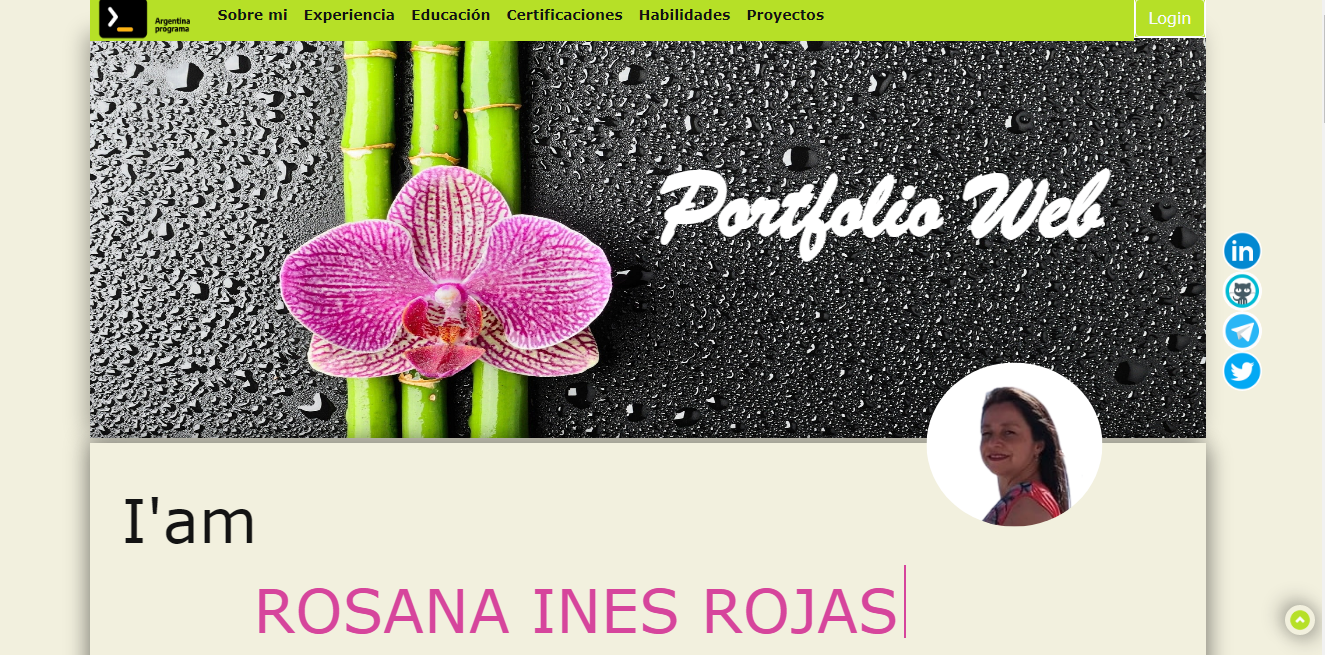 Argentina
programa
Sobre mi Experiencia Educación Certificaciones Habilidades Proyectos
Login
Portfolio Web
in
I'am
ROSANA INES ROJAS